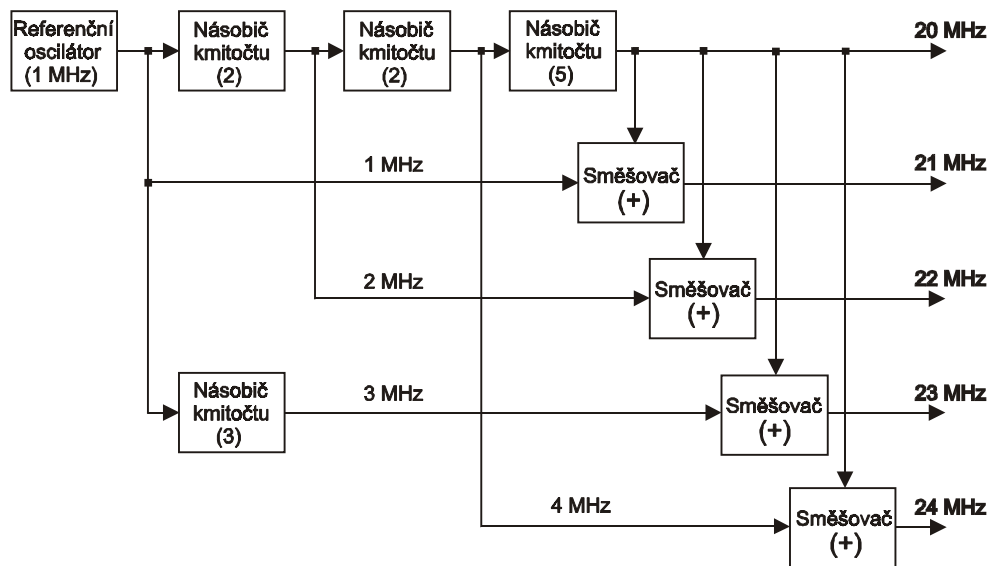 Referenční
oscilátor
(1 MHz)
Násobič
kmitočtu
(2)
Násobič
kmitočtu
(2)
Násobič
kmitočtu
(5)
20 MHz
1 MHz
Směšovač
(+)
21 MHz
2 MHz
Směšovač
(+)
22 MHz
Násobič
kmitočtu
(3)
3 MHz
Směšovač
(+)
23 MHz
4 MHz
Směšovač
(+)
24 MHz